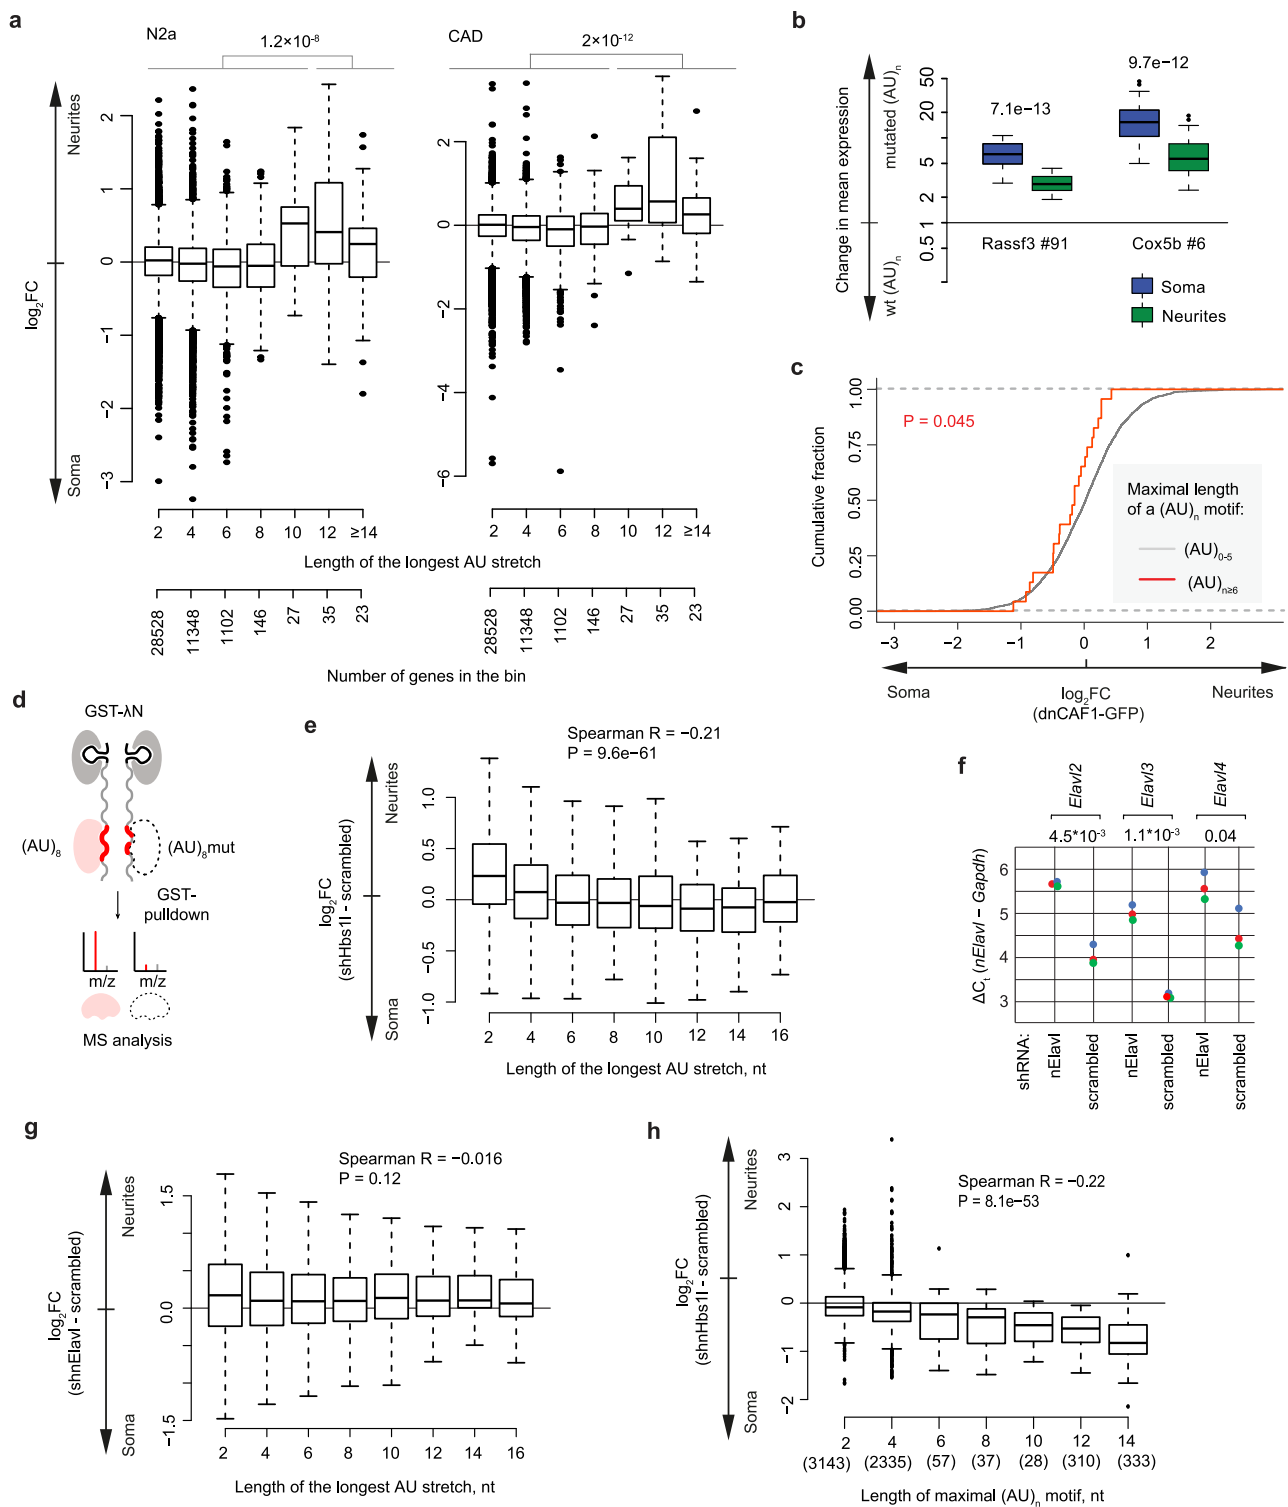 a
N2a
1.2×10⁻⁸
CAD
2×10⁻¹²
Neurites
log₂FC
Soma
2
1
0
−1
−2
−3
2
0
−2
−4
−6
2 4 6 8 10 12 ≥14
2 4 6 8 10 12 ≥14
Length of the longest AU stretch
28528 11348 1102 146 27 35 23
28528 11348 1102 146 27 35 23
Number of genes in the bin
b
Change in mean expression
mutated (AU)ₙ
wt (AU)ₙ
50
20
5
2
1
0.5
7.1e−13
9.7e−12
Rassf3 #91
Cox5b #6
Soma
Neurites
c
Cumulative fraction
1.00
0.75
0.50
0.25
0.00
P = 0.045
Maximal length
of a (AU)ₙ motif:
(AU)₀₋₅
(AU)ₙ≥₆
−3 −2 −1 0 1 2
Soma
log₂FC
(dnCAF1-GFP)
Neurites
d
GST-λN
(AU)₈
(AU)₈mut
GST-
pulldown
m/z
m/z
MS analysis
e
Spearman R = −0.21
P = 9.6e−61
Neurites
log₂FC
(shHbs1l - scrambled)
Soma
1.0
0.5
0.0
−0.5
−1.0
2 4 6 8 10 12 14 16
Length of the longest AU stretch, nt
f
Elavl2
Elavl3
Elavl4
4.5*10⁻³
1.1*10⁻³
0.04
ΔCₜ (nElavl − Gapdh)
6
5
4
3
shRNA:
nElavl
scrambled
nElavl
scrambled
nElavl
scrambled
g
Spearman R = −0.016
P = 0.12
Neurites
log₂FC
(shnElavl - scrambled)
Soma
1.5
0.0
−1.5
2 4 6 8 10 12 14 16
Length of the longest AU stretch, nt
h
Spearman R = −0.22
P = 8.1e−53
Neurites
log₂FC
(shnHbs1l - scrambled)
Soma
3
2
1
0
−1
−2
2 4 6 8 10 12 14
(3143) (2335) (57) (37) (28) (310) (333)
Length of maximal (AU)ₙ motif, nt